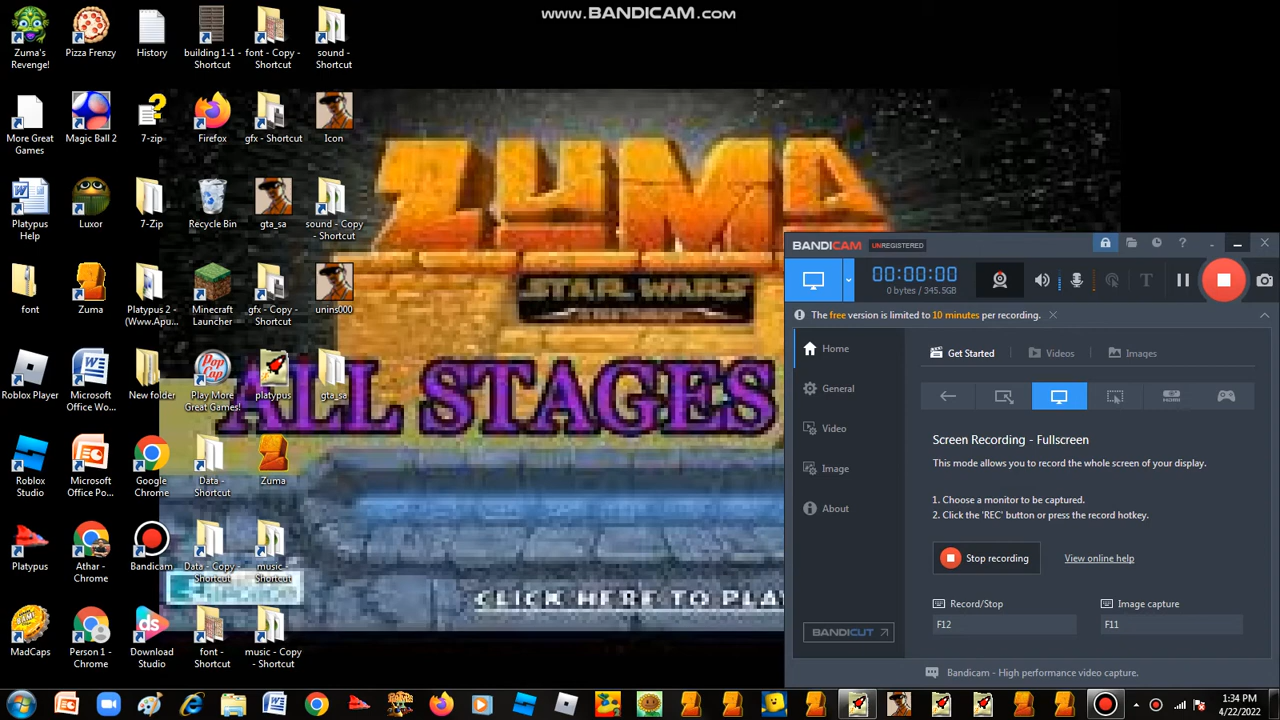 www.BANDICAM.com
Zuma's Revenge!
Pizza Frenzy
History
building 1-1 - Shortcut
font - Copy - Shortcut
sound - Shortcut
More Great Games
Magic Ball 2
7-zip
Firefox
gfx - Shortcut
Icon
Platypus Help
Luxor
7-Zip
Recycle Bin
gta_sa
sound - Copy - Shortcut
font
Zuma
Platypus 2 - (Www.Apu...
Minecraft Launcher
gfx - Copy - Shortcut
unins000
Roblox Player
Microsoft Office Wo...
New folder
Play More Great Games!
platypus
gta_sa
Roblox Studio
Microsoft Office Po...
Google Chrome
Data - Shortcut
Zuma
Platypus
Athar - Chrome
Bandicam
Data - Copy - Shortcut
music - Shortcut
MadCaps
Person 1 - Chrome
Download Studio
font - Shortcut
music - Copy - Shortcut
ZUMA
STAR WARS
ALL STAGES
CLICK HERE TO PLAY
BANDICAM UNREGISTERED
00:00:00
0 bytes / 345.5GB
The free version is limited to 10 minutes per recording.
Home
General
Video
Image
About
BANDICUT
Get Started
Videos
Images
Screen Recording - Fullscreen
This mode allows you to record the whole screen of your display.
1. Choose a monitor to be captured.
2. Click the 'REC' button or press the record hotkey.
Stop recording
View online help
Record/Stop
F12
Image capture
F11
Bandicam - High performance video capture.
1:34 PM
4/22/2022